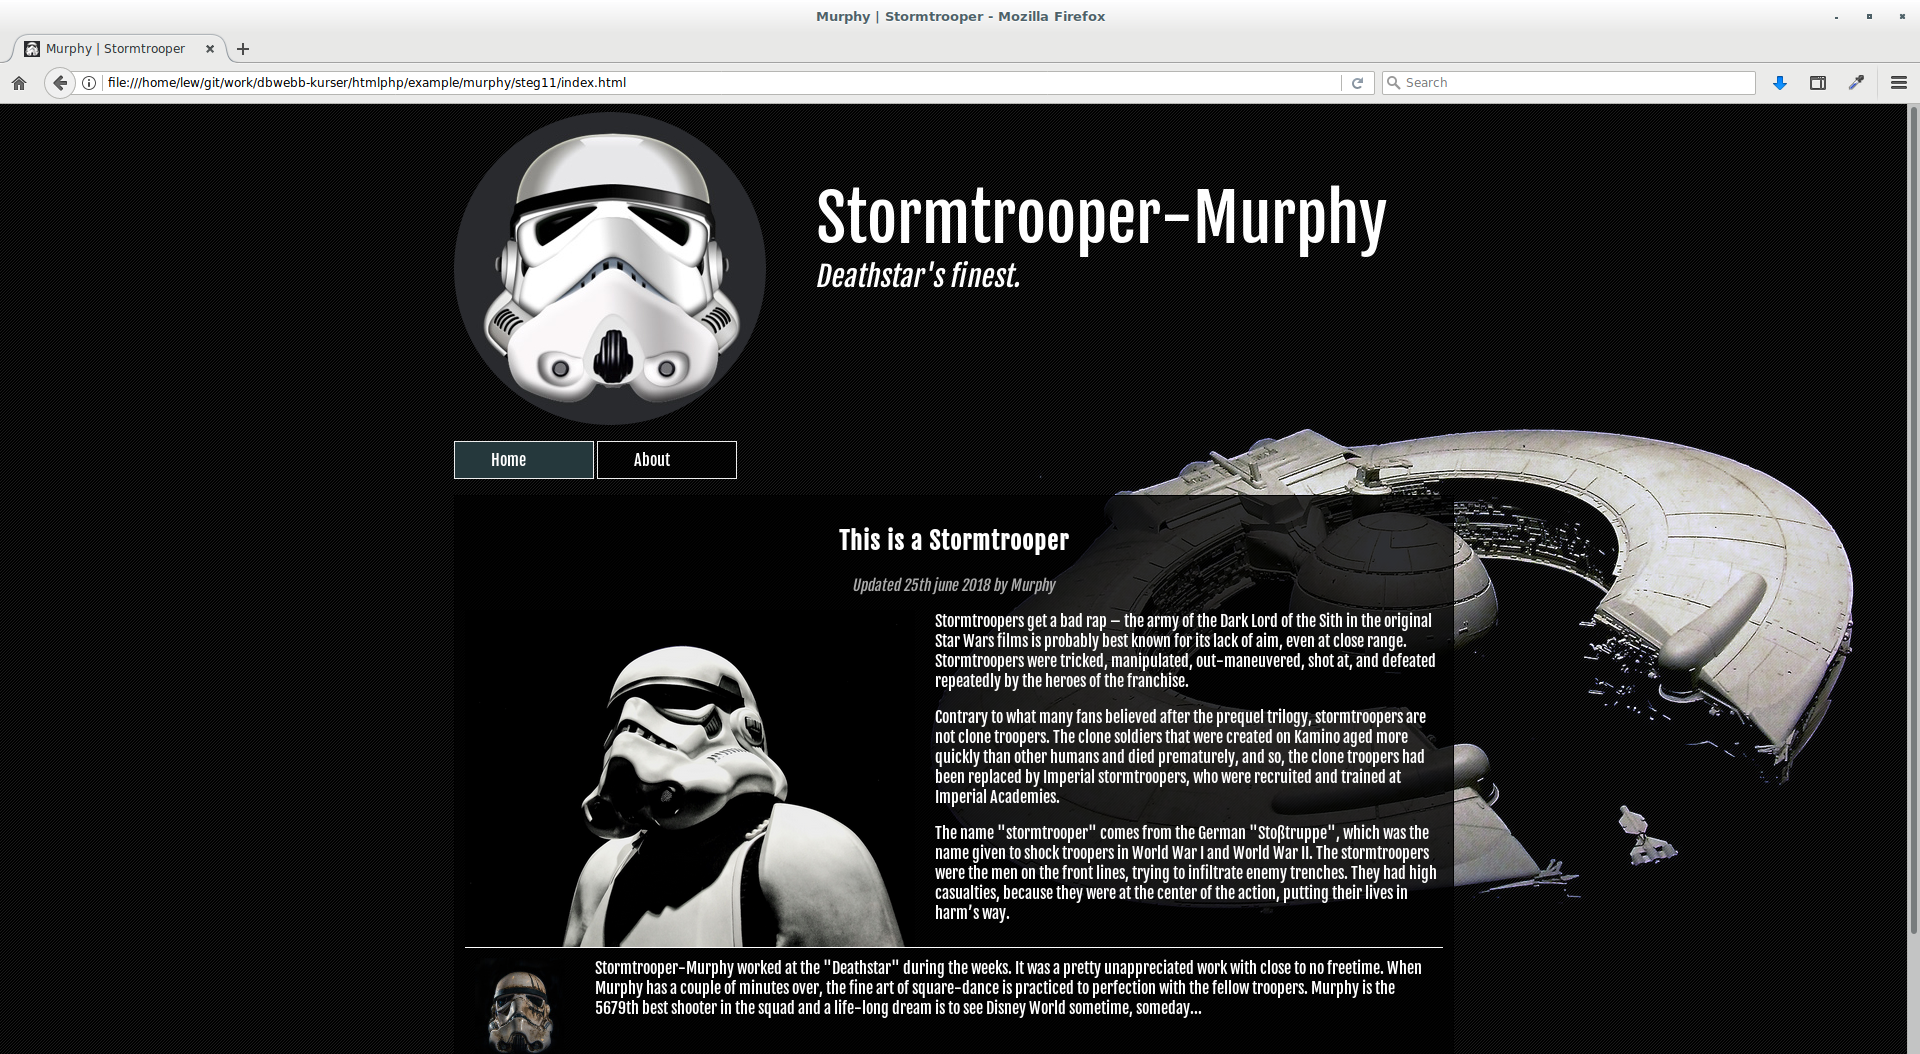 Murphy | Stormtrooper - Mozilla Firefox
Murphy | Stormtrooper
file:///home/lew/git/work/dbwebb-kurser/htmlphp/example/murphy/steg11/index.html
Search
Stormtrooper-Murphy
Deathstar's finest.
Home
About
This is a Stormtrooper
Updated 25th june 2018 by Murphy
Stormtroopers get a bad rap – the army of the Dark Lord of the Sith in the original
Star Wars films is probably best known for its lack of aim, even at close range.
Stormtroopers were tricked, manipulated, out-maneuvered, shot at, and defeated
repeatedly by the heroes of the franchise.
Contrary to what many fans believed after the prequel trilogy, stormtroopers are
not clone troopers. The clone soldiers that were created on Kamino aged more
quickly than other humans and died prematurely, and so, the clone troopers had
been replaced by Imperial stormtroopers, who were recruited and trained at
Imperial Academies.
The name "stormtrooper" comes from the German "Stoßtruppe", which was the
name given to shock troopers in World War I and World War II. The stormtroopers
were the men on the front lines, trying to infiltrate enemy trenches. They had high
casualties, because they were at the center of the action, putting their lives in
harm’s way.
Stormtrooper-Murphy worked at the "Deathstar" during the weeks. It was a pretty unappreciated work with close to no freetime. When
Murphy has a couple of minutes over, the fine art of square-dance is practiced to perfection with the fellow troopers. Murphy is the
5679th best shooter in the squad and a life-long dream is to see Disney World sometime, someday...